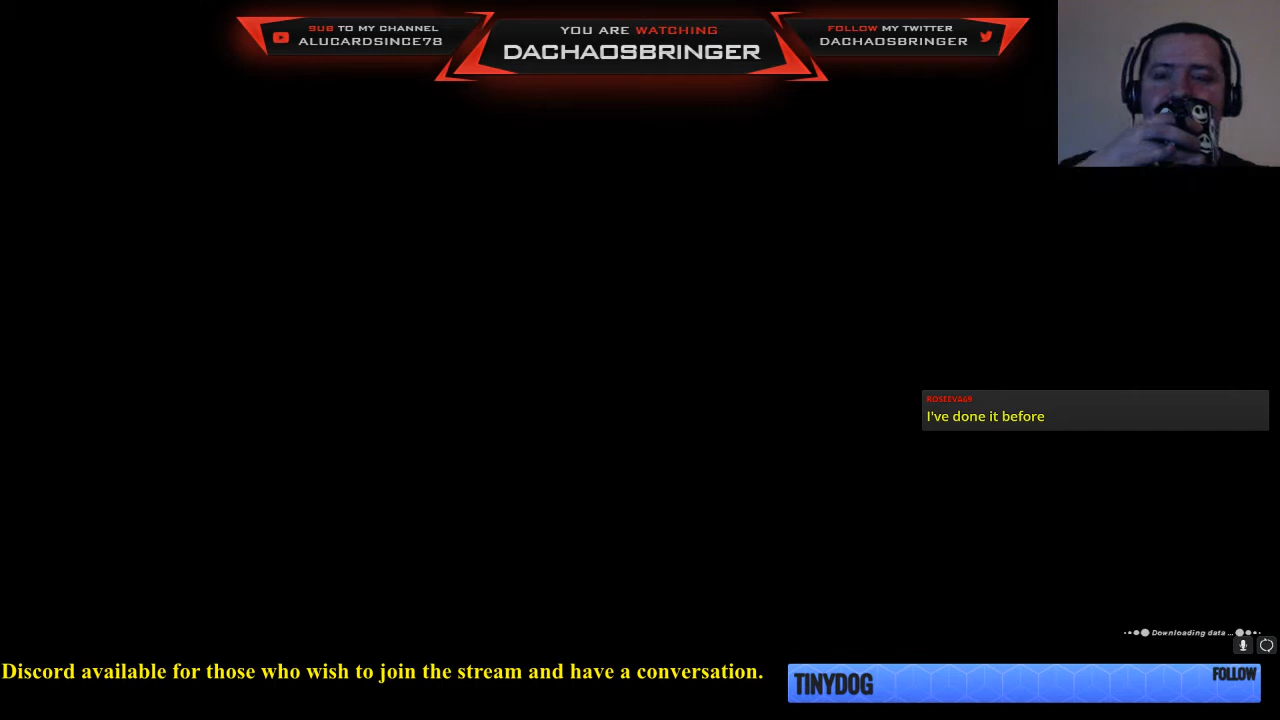 SUB TO MY CHANNEL
ALUCARDSINCE78
YOU ARE WATCHING
DACHAOSBRINGER
FOLLOW MY TWITTER
DACHAOSBRINGER
ROSEEVA69
I've done it before
Downloading data ...
Discord available for those who wish to join the stream and have a conversation.
TINYDOG
FOLLOW